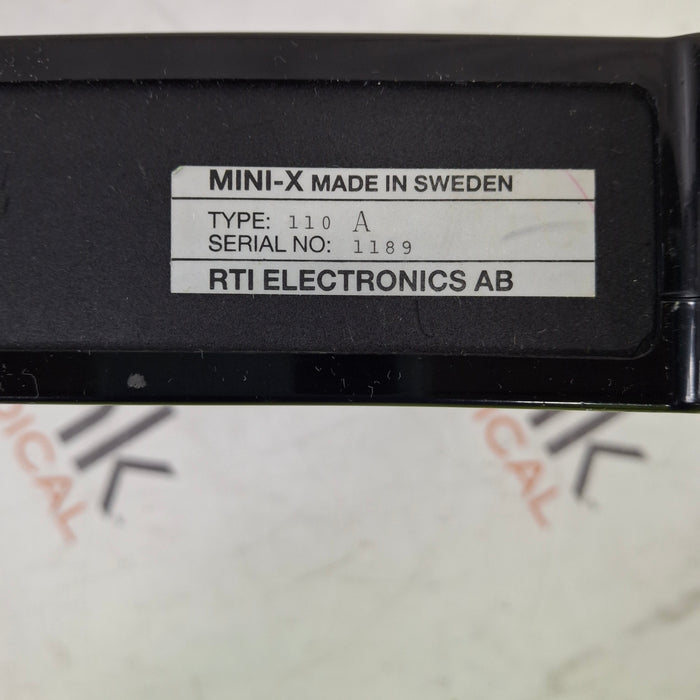 MINI-X MADE IN SWEDEN
TYPE: 110 A
SERIAL NO: 1189
RTI ELECTRONICS AB